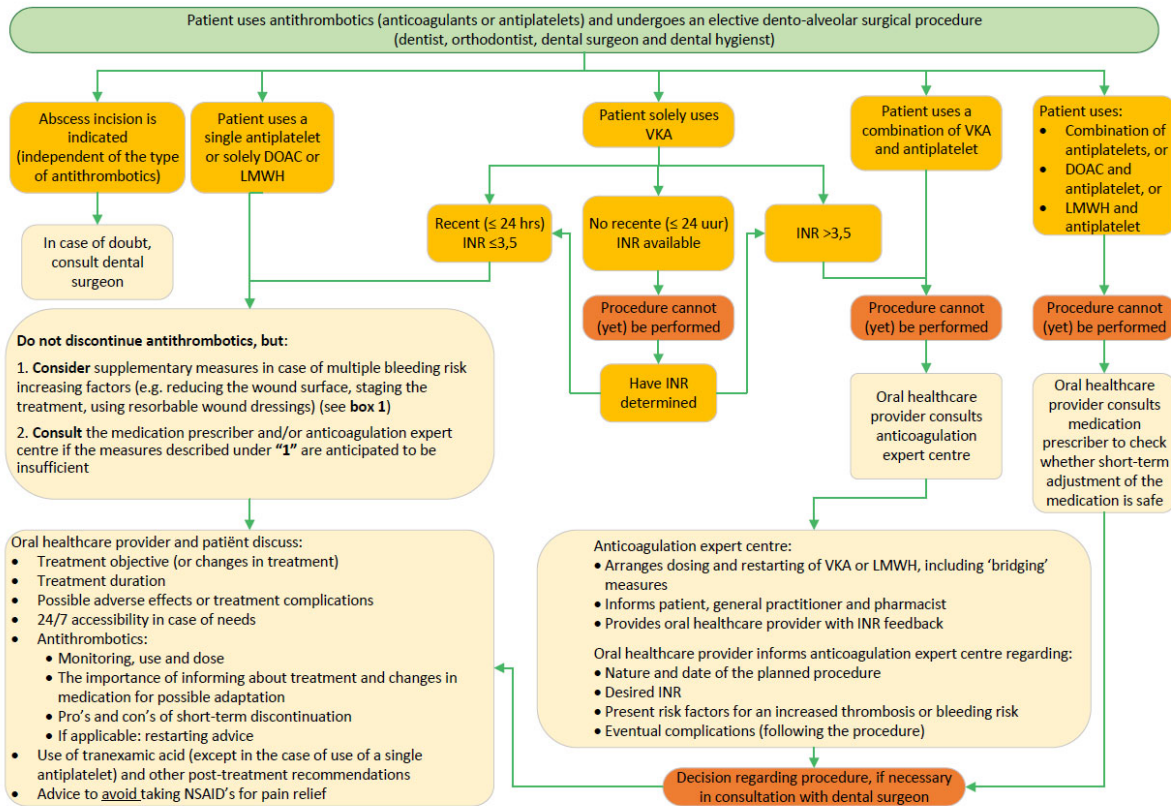 Patient uses antithrombotics (anticoagulants or antiplatelets) and undergoes an elective dento-alveolar surgical procedure
(dentist, orthodontist, dental surgeon and dental hygienst)
Abscess incision is
indicated
(independent of the type
of antithrombotics)
Patient uses a
single antiplatelet
or solely DOAC or
LMWH
Patient solely uses
VKA
Patient uses a
combination of VKA
and antiplatelet
Patient uses:
• Combination of
antiplatelets, or
• DOAC and
antiplatelet, or
• LMWH and
antiplatelet
In case of doubt,
consult dental
surgeon
Recent (≤ 24 hrs)
INR ≤3,5
No recente (≤ 24 uur)
INR available
INR >3,5
Procedure cannot
(yet) be performed
Procedure cannot
(yet) be performed
Procedure cannot
(yet) be performed
Have INR
determined
Do not discontinue antithrombotics, but:
1. Consider supplementary measures in case of multiple bleeding risk
increasing factors (e.g. reducing the wound surface, staging the
treatment, using resorbable wound dressings) (see box 1)
2. Consult the medication prescriber and/or anticoagulation expert
centre if the measures described under “1” are anticipated to be
insufficient
Oral healthcare
provider consults
anticoagulation
expert centre
Oral healthcare
provider consults
medication
prescriber to check
whether short-term
adjustment of the
medication is safe
Oral healthcare provider and patiënt discuss:
• Treatment objective (or changes in treatment)
• Treatment duration
• Possible adverse effects or treatment complications
• 24/7 accessibility in case of needs
• Antithrombotics:
• Monitoring, use and dose
• The importance of informing about treatment and changes in
medication for possible adaptation
• Pro’s and con’s of short-term discontinuation
• If applicable: restarting advice
• Use of tranexamic acid (except in the case of use of a single
antiplatelet) and other post-treatment recommendations
• Advice to avoid taking NSAID’s for pain relief
Anticoagulation expert centre:
• Arranges dosing and restarting of VKA or LMWH, including ‘bridging’
measures
• Informs patient, general practitioner and pharmacist
• Provides oral healthcare provider with INR feedback
Oral healthcare provider informs anticoagulation expert centre regarding:
• Nature and date of the planned procedure
• Desired INR
• Present risk factors for an increased thrombosis or bleeding risk
• Eventual complications (following the procedure)
Decision regarding procedure, if necessary
in consultation with dental surgeon